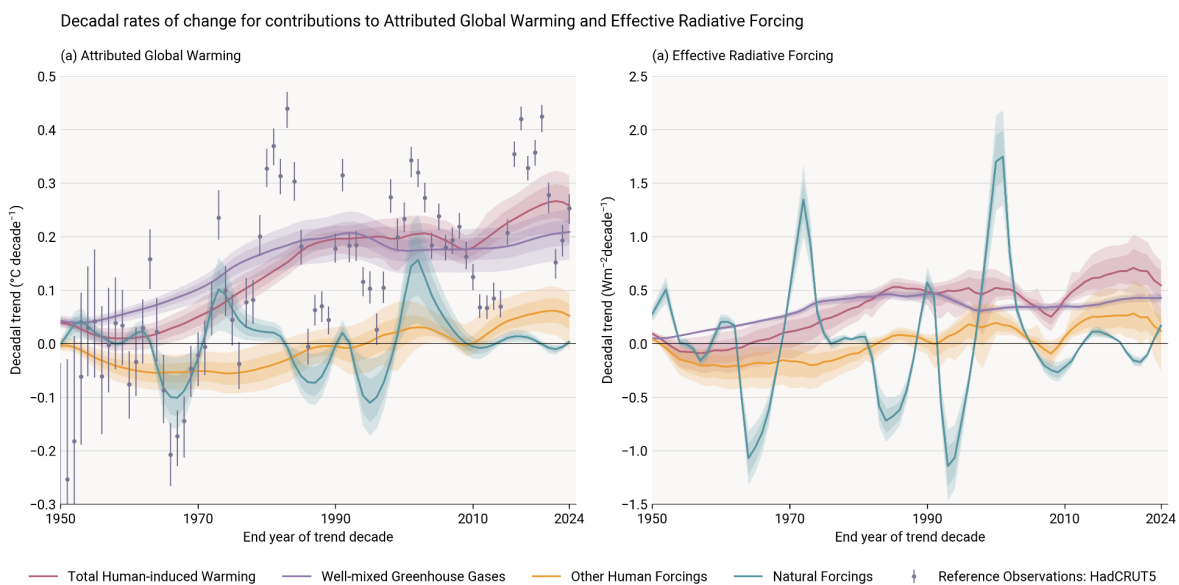 Decadal rates of change for contributions to Attributed Global Warming and Effective Radiative Forcing
(a) Attributed Global Warming
(a) Effective Radiative Forcing
Decadal trend (°C decade⁻¹)
0.5
0.4
0.3
0.2
0.1
0.0
−0.1
−0.2
−0.3
1950
1970
1990
2010
2024
End year of trend decade
Decadal trend (Wm⁻²decade⁻¹)
2.5
2.0
1.5
1.0
0.5
0.0
−0.5
−1.0
−1.5
1950
1970
1990
2010
2024
End year of trend decade
Total Human-induced Warming
Well-mixed Greenhouse Gases
Other Human Forcings
Natural Forcings
Reference Observations: HadCRUT5